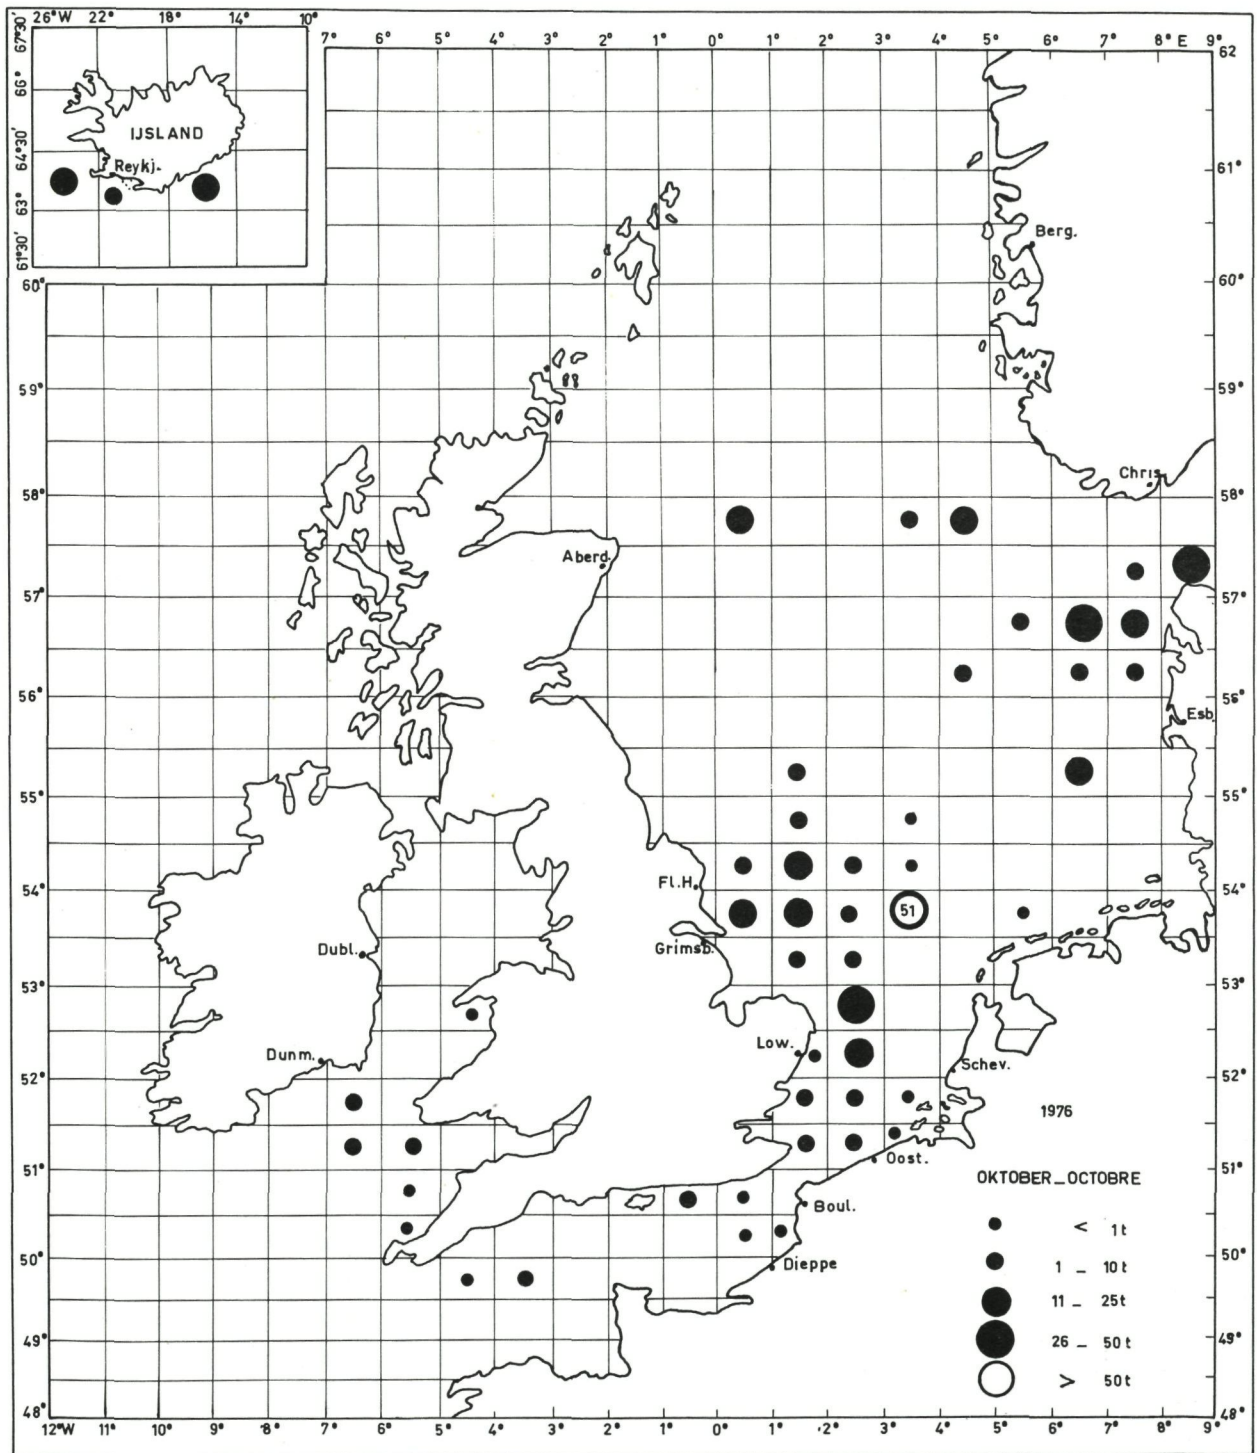 26°W 22° 18° 14° 10°
67°30' 66° 64°30' 63° 61°30'
IJSLAND
Reykj.
7° 6° 5° 4° 3° 2° 1° 0° 1° 2° 3° 4° 5° 6° 7° 8° E 9°
62
61°
61°
Berg.
60°
60°
59°
59°
Chris
58°
58°
Aberd.
57°
57°
56°
56°
Esb
55°
55°
Fl.H.
54°
54°
51
Dubl.
Grimsb.
53°
53°
Low.
Dunm.
Schev.
52°
52°
1976
Oost.
51°
51°
OKTOBER_OCTOBRE
Boul.
< 1t
50°
Dieppe
50°
1 _ 10t
11 _ 25t
49°
26 _ 50t
49°
> 50t
48°
48°
12°W 11° 10° 9° 8° 7° 6° 5° 4° 3° 2° 1° 0° 1° 2° 3° 4° 5° 6° 7° 8° 9°